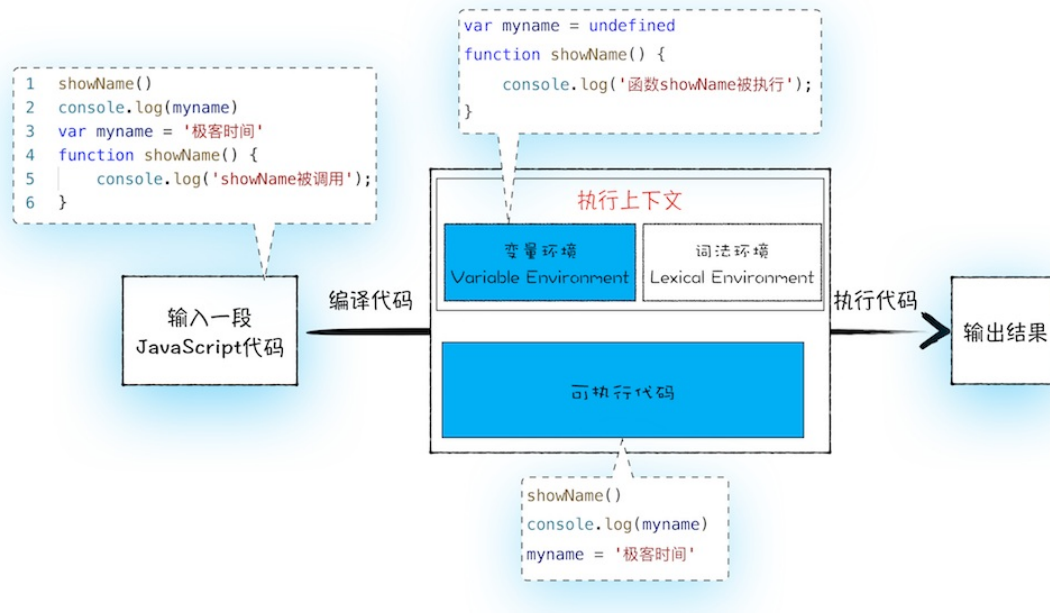 var myname = undefined
function showName() {
    console.log('函数showName被执行');
}
1 showName()
2 console.log(myname)
3 var myname = '极客时间'
4 function showName() {
5     console.log('showName被调用');
6 }
执行上下文
变量环境
Variable Environment
词法环境
Lexical Environment
输入一段
JavaScript代码
编译代码
执行代码
输出结果
可执行代码
showName()
console.log(myname)
myname = '极客时间'